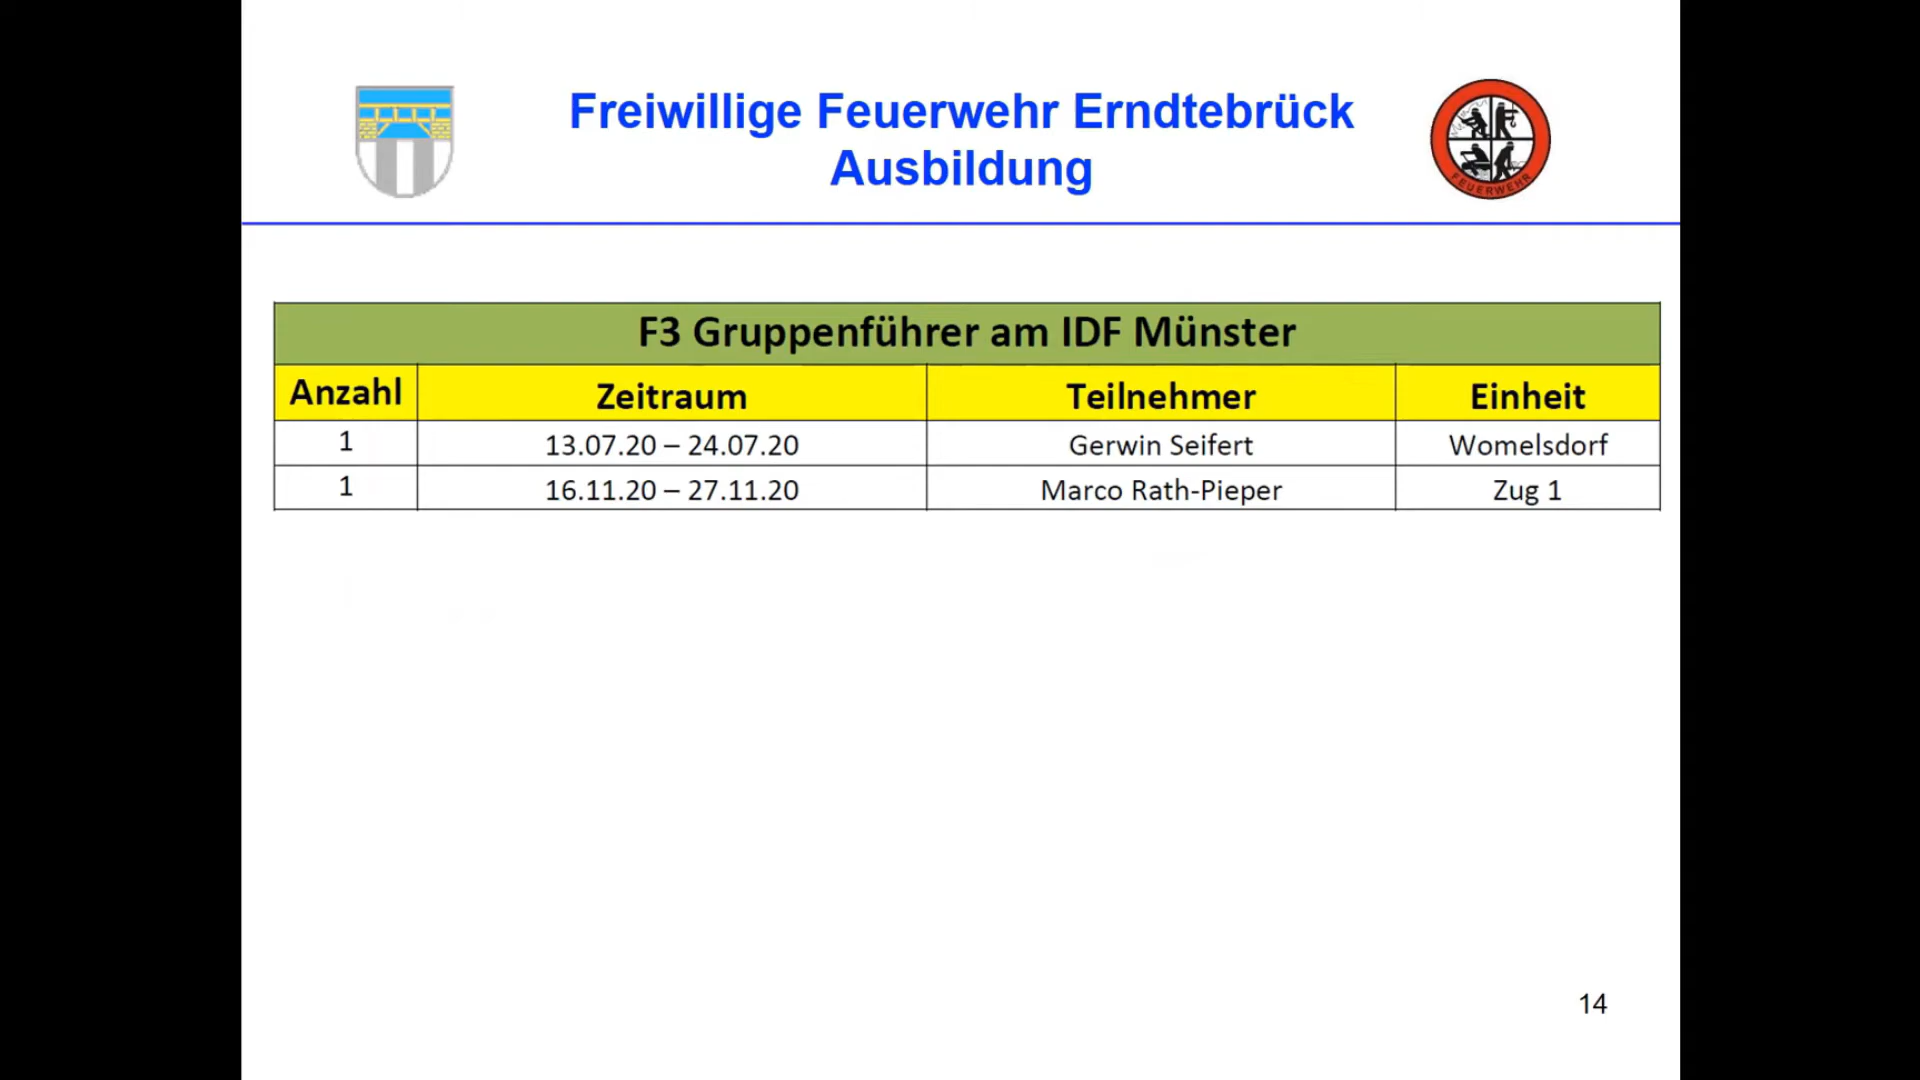 Freiwillige Feuerwehr Erndtebrück
Ausbildung
FEUERWEHR
F3 Gruppenführer am IDF Münster
Anzahl Zeitraum Teilnehmer Einheit
1 13.07.20 – 24.07.20 Gerwin Seifert Womelsdorf
1 16.11.20 – 27.11.20 Marco Rath-Pieper Zug 1
14